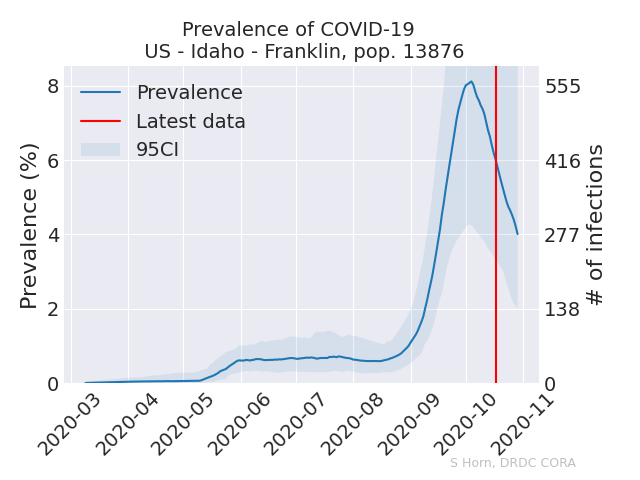 Prevalence of COVID-19
US - Idaho - Franklin, pop. 13876
Prevalence
Latest data
95CI
Prevalence (%)
8
6
4
2
0
555
416
277
138
0
# of infections
2020-03
2020-04
2020-05
2020-06
2020-07
2020-08
2020-09
2020-10
2020-11
S Horn, DRDC CORA